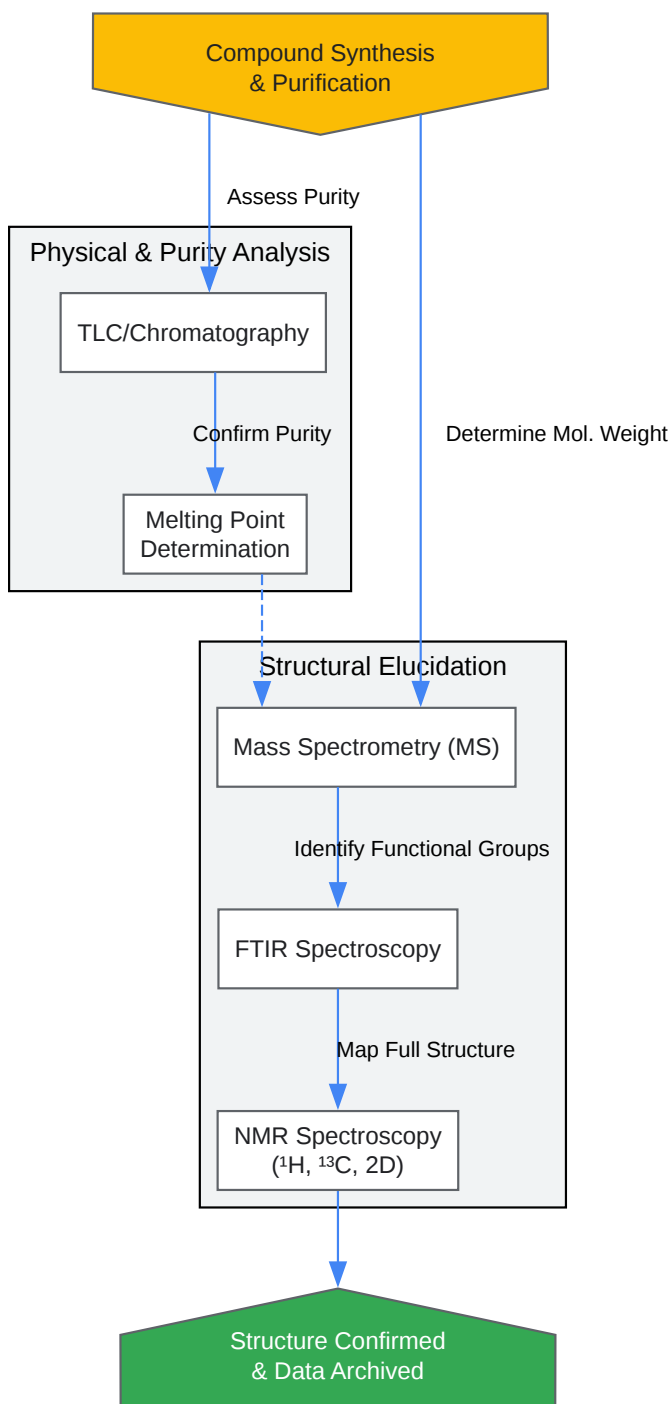 Compound Synthesis
& Purification
Assess Purity
Physical & Purity Analysis
TLC/Chromatography
Confirm Purity
Determine Mol. Weight
Melting Point
Determination
Structural Elucidation
Mass Spectrometry (MS)
Identify Functional Groups
FTIR Spectroscopy
Map Full Structure
NMR Spectroscopy
(¹H, ¹³C, 2D)
Structure Confirmed
& Data Archived